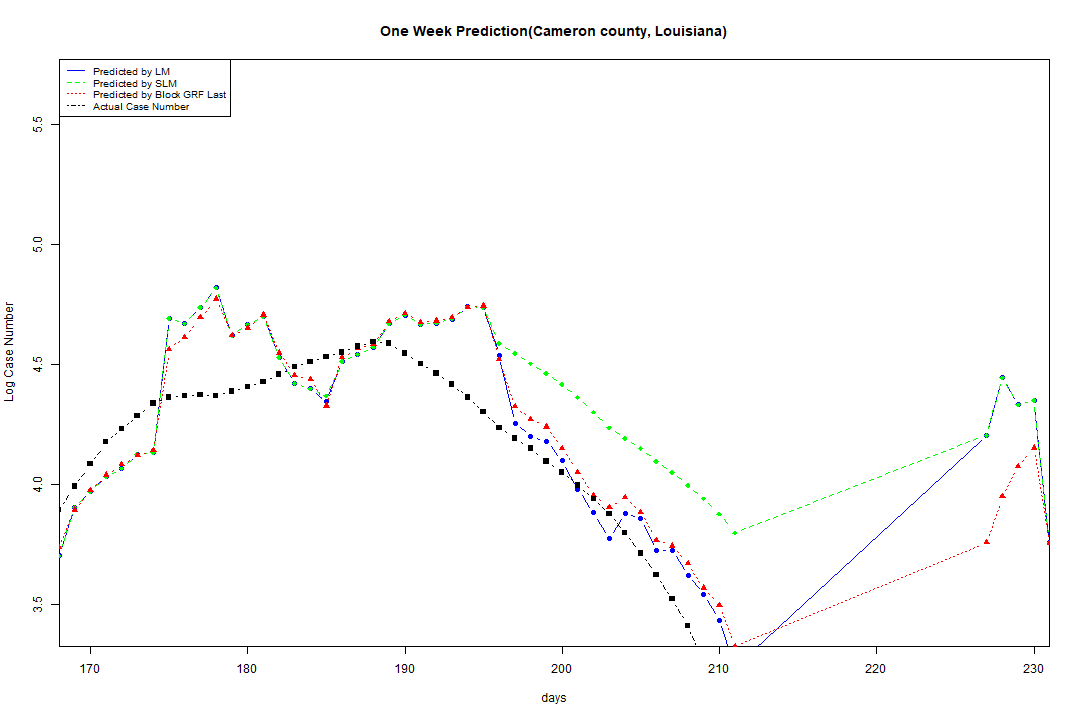 One Week Prediction(Cameron county, Louisiana)
Predicted by LM
Predicted by SLM
Predicted by Block GRF Last
Actual Case Number
Log Case Number
5.5
5.0
4.5
4.0
3.5
170 180 190 200 210 220 230
days